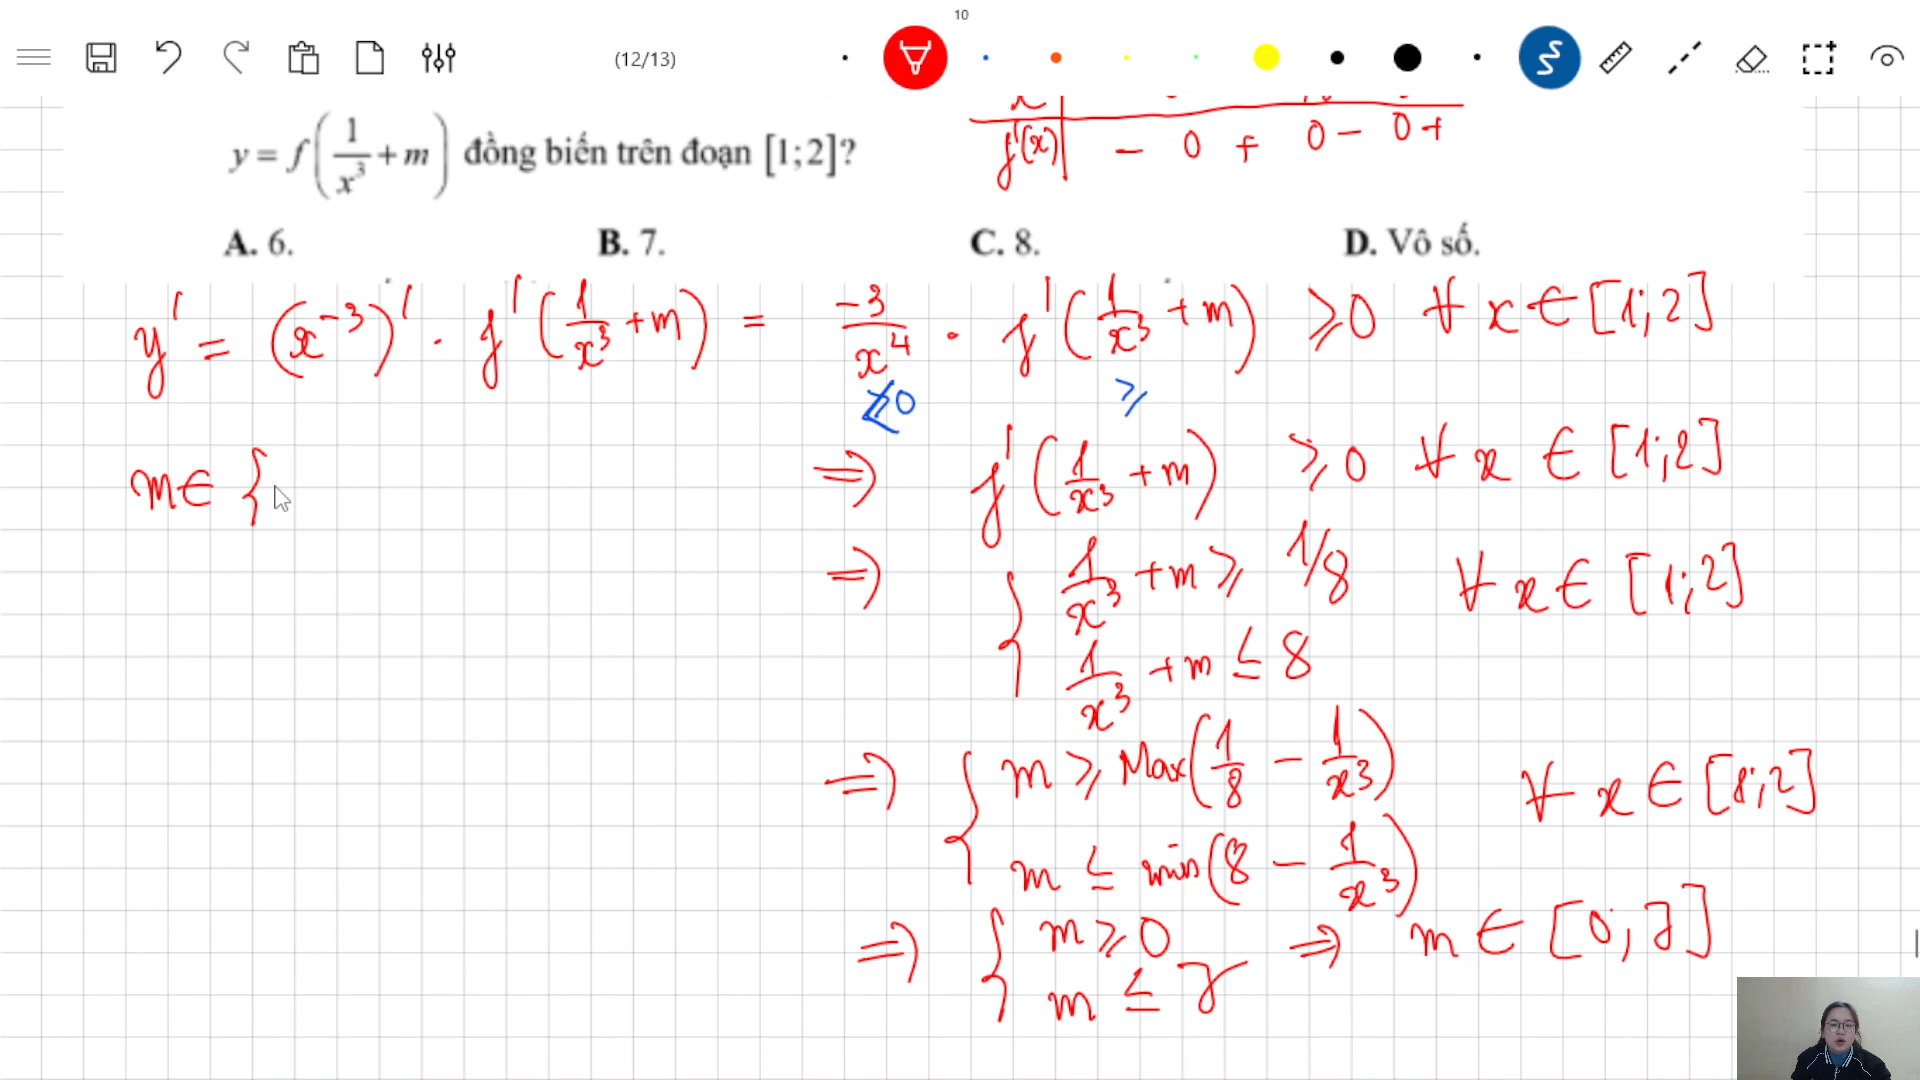 10
(12/13)
x
f'(x) - 0 + 0 - 0 +
y = f(1/x³ + m) đồng biến trên đoạn [1;2]?
A. 6. B. 7. C. 8. D. Vô số.
y' = (x⁻³)' . f'(1/x³ + m) = -3/x⁴ . f'(1/x³ + m) ⩾ 0 ∀ x ∈ [1;2]
0 ⩾
m ∈ {
=> f'(1/x³ + m) ⩾ 0 ∀ x ∈ [1;2]
=> { 1/x³ + m ⩾ 1/8 ∀ x ∈ [1;2]
1/x³ + m ≤ 8
=> { m ⩾ Max(1/8 - 1/x³) ∀ x ∈ [1;2]
m ≤ min(8 - 1/x³)
=> { m ⩾ 0 => m ∈ [0;7]
m ≤ 7